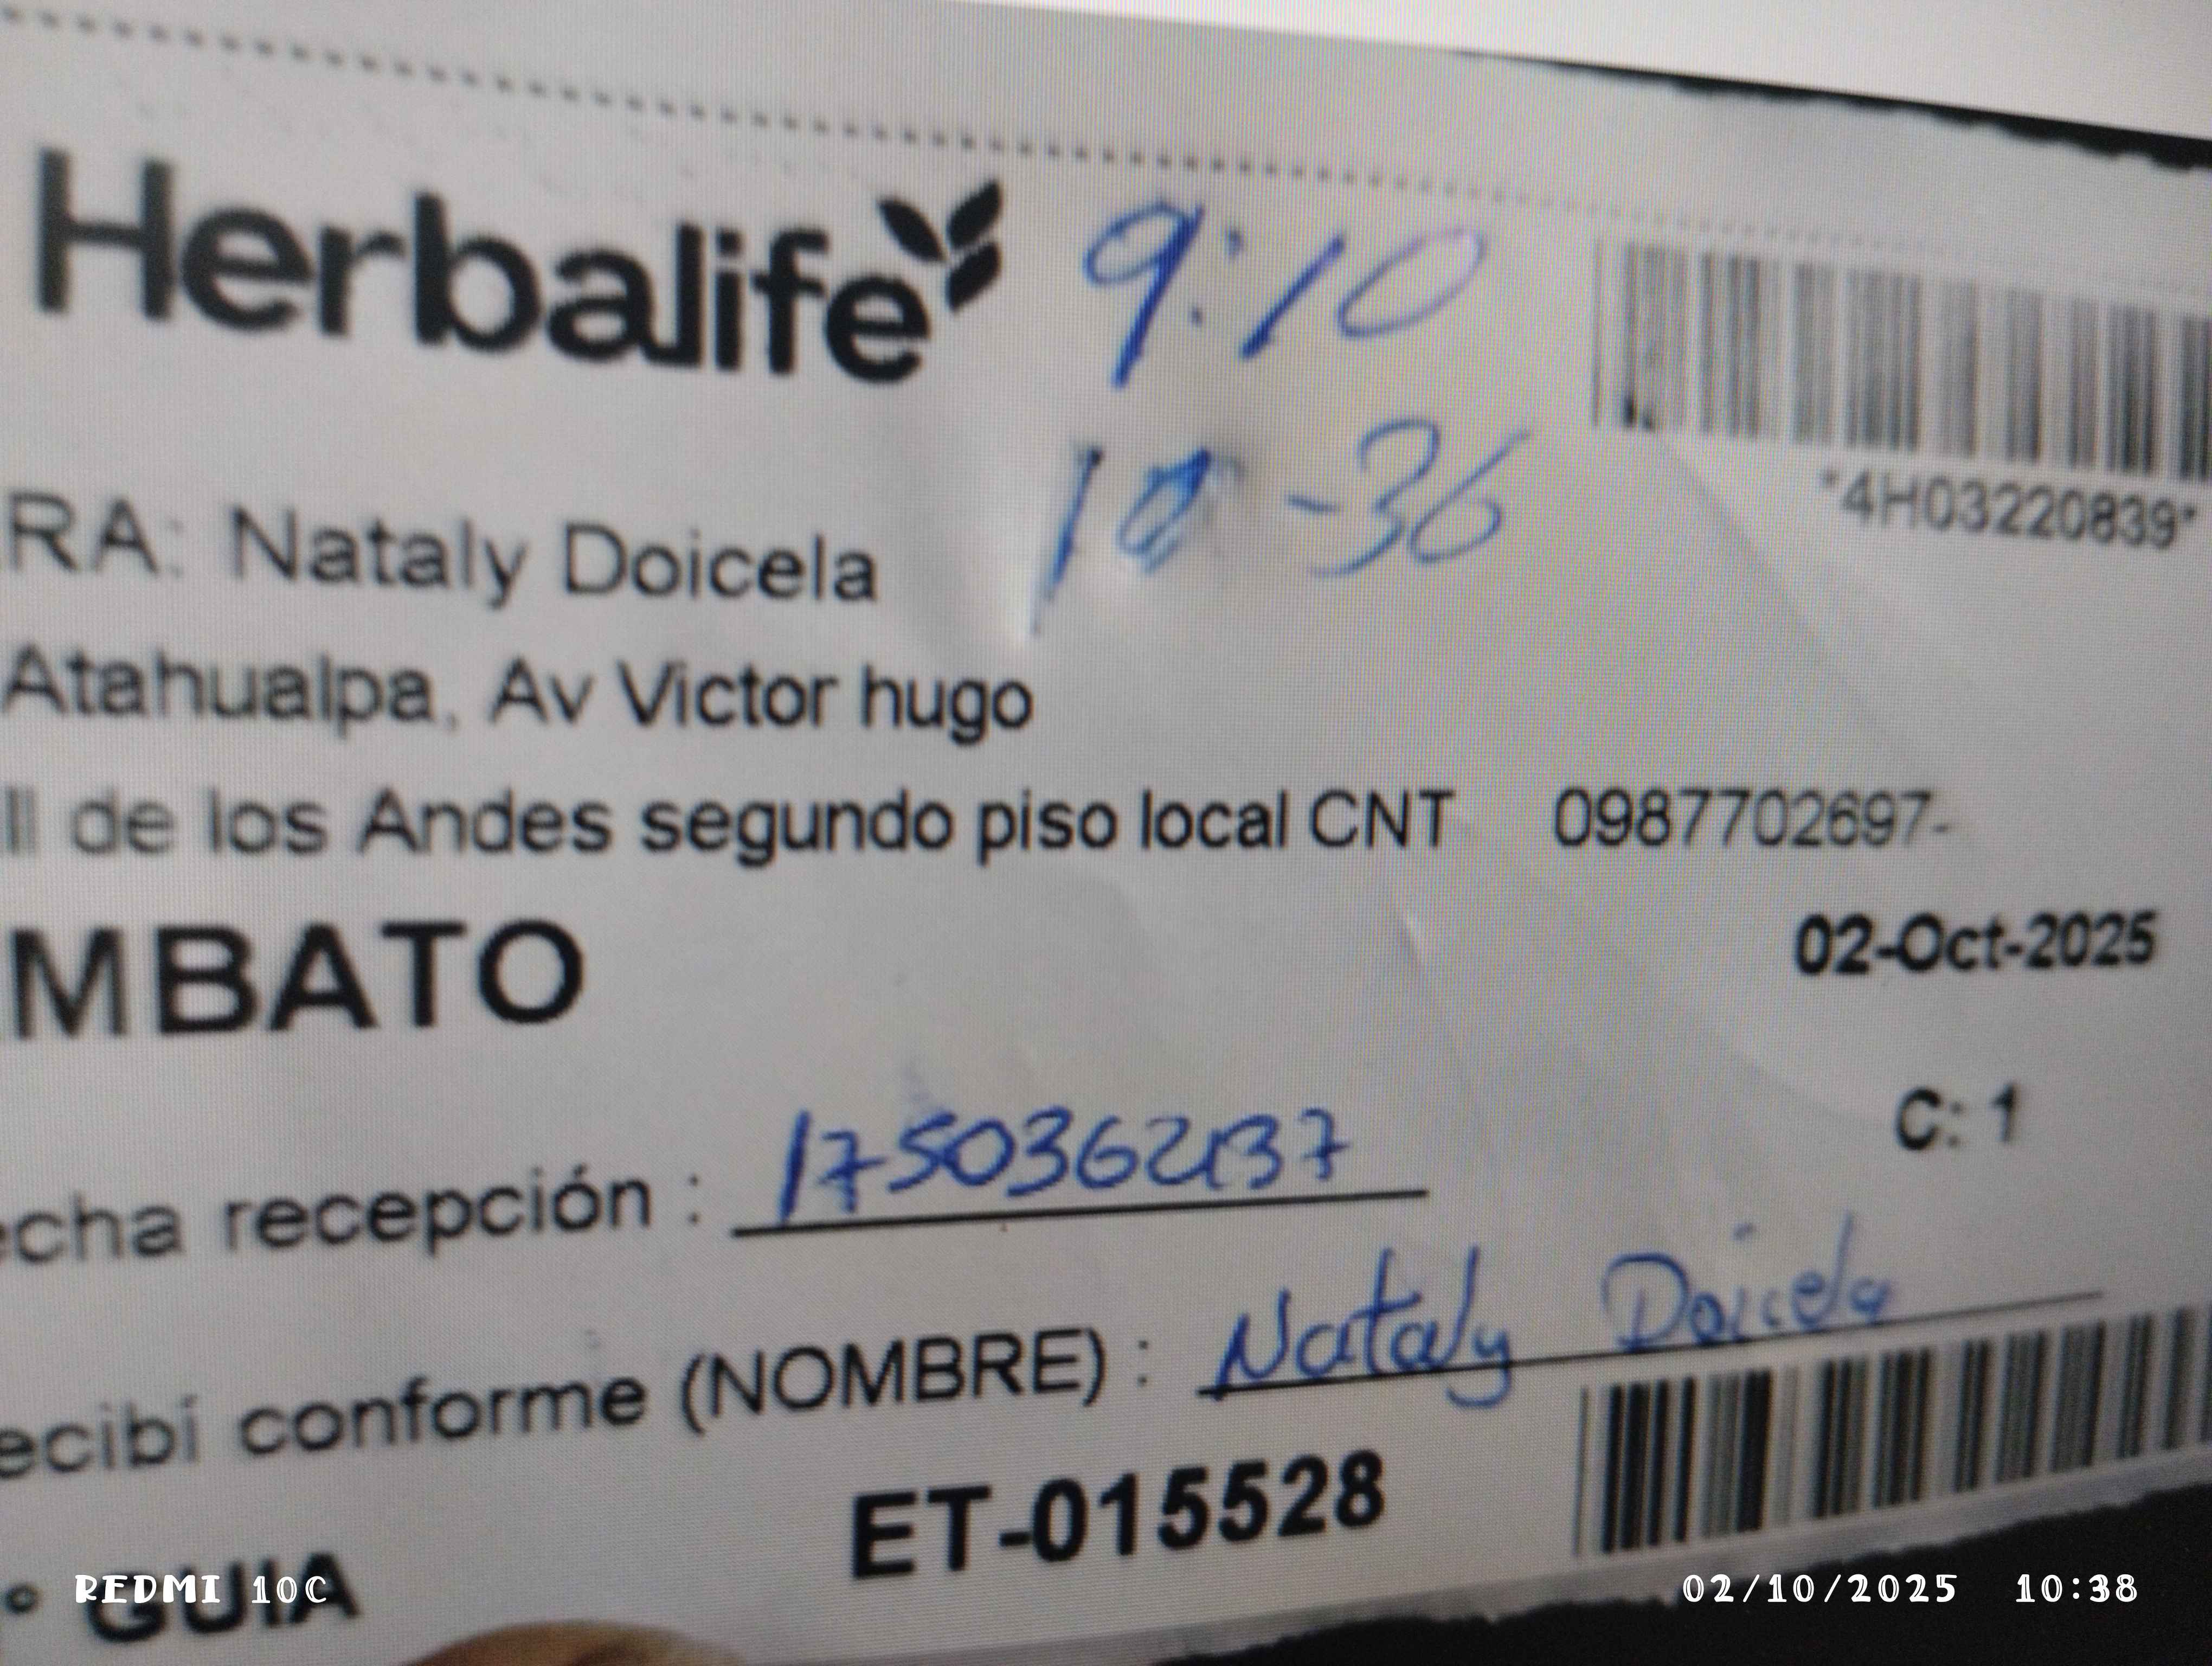 Herbalife 9:10
10-36
*4H03220839*
RA: Nataly Doicela
Atahualpa, Av Victor hugo
ll de los Andes segundo piso local CNT 0987702697-
MBATO
02-Oct-2025
C: 1
echa recepción : 1750362137
ecibí conforme (NOMBRE) : Nataly Doicela
ET-015528
° GUIA
REDMI 10C
02/10/2025 10:38